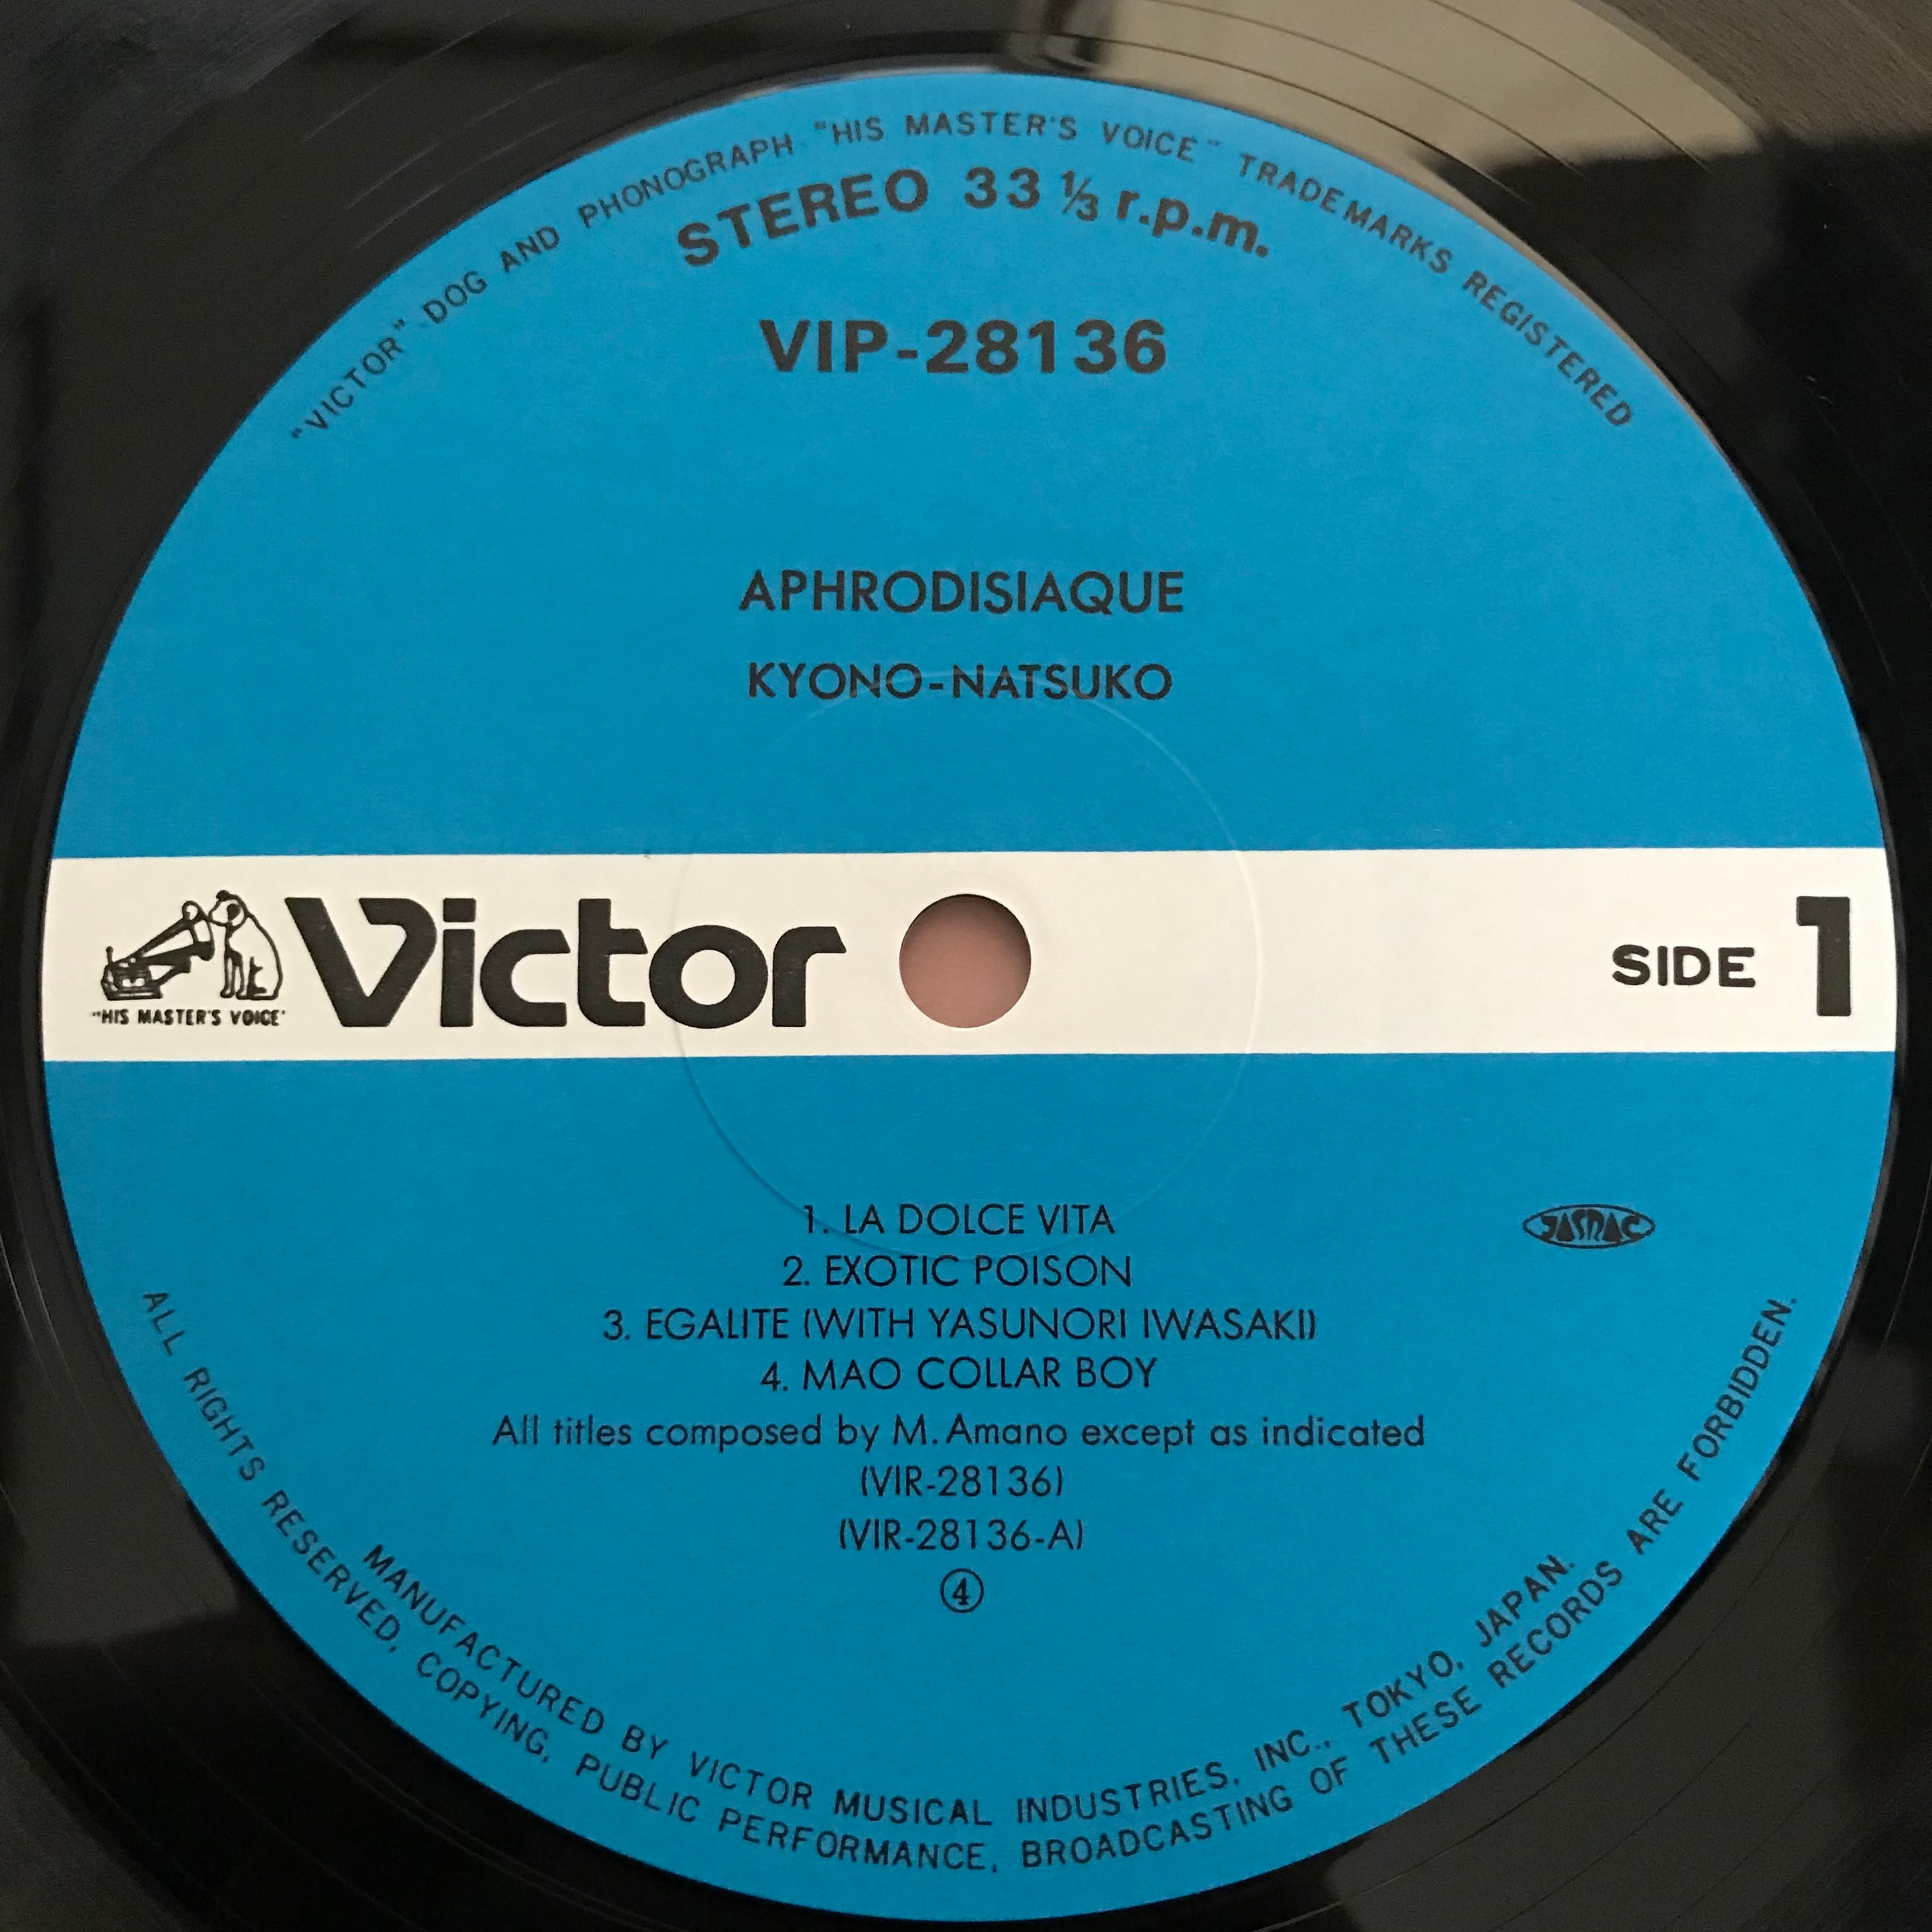 "VICTOR" DOG AND PHONOGRAPH "HIS MASTER'S VOICE" TRADEMARKS REGISTERED
STEREO 33 ⅓ r.p.m.
VIP-28136
APHRODISIAQUE
KYONO-NATSUKO
Victor
"HIS MASTER'S VOICE"
SIDE 1
1. LA DOLCE VITA
JASRAC
2. EXOTIC POISON
3. EGALITE (WITH YASUNORI IWASAKI)
4. MAO COLLAR BOY
All titles composed by M. Amano except as indicated
(VIR-28136)
(VIR-28136-A)
④
MANUFACTURED BY VICTOR MUSICAL INDUSTRIES, INC., TOKYO, JAPAN.
ALL RIGHTS RESERVED, COPYING, PUBLIC PERFORMANCE, BROADCASTING OF THESE RECORDS ARE FORBIDDEN.